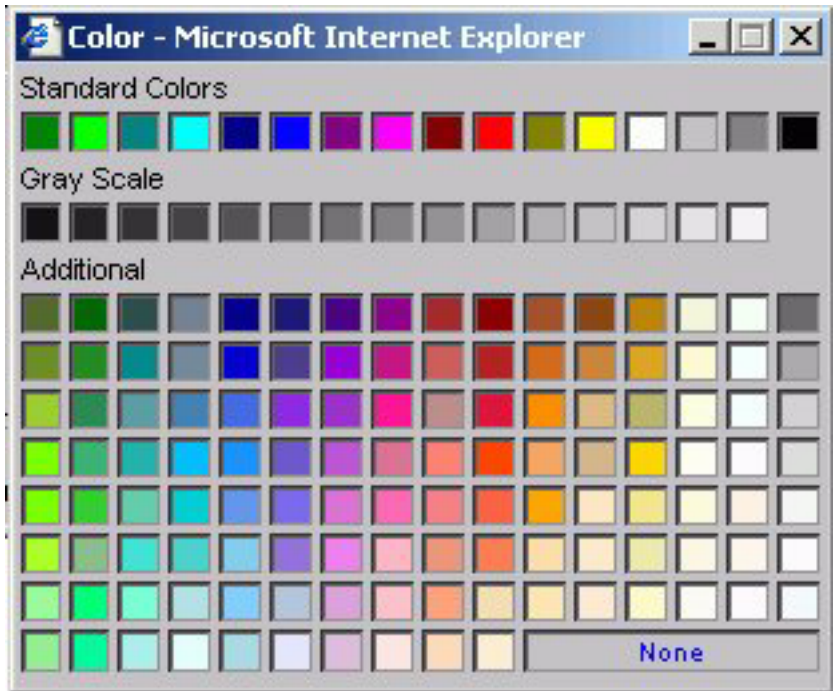 Color - Microsoft Internet Explorer
Standard Colors
Gray Scale
Additional
None